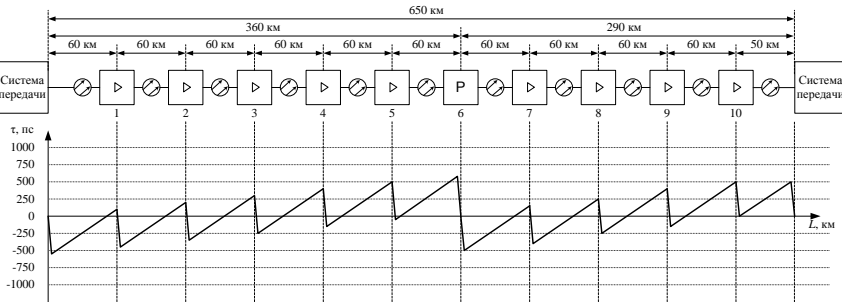 650 км
360 км 290 км
60 км 60 км 60 км 60 км 60 км 60 км 60 км 60 км 60 км 60 км 50 км
Система передачи
Р
Система передачи
1 2 3 4 5 6 7 8 9 10
τ, пс
1000
750
500
250
0
-250
-500
-750
-1000
L, км